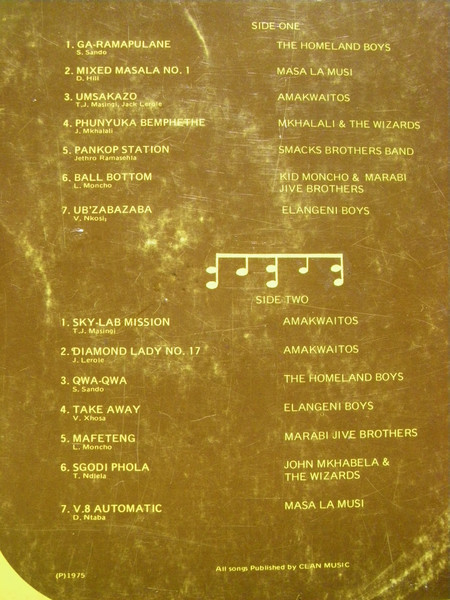 SIDE ONE
1. GA-RAMAPULANE THE HOMELAND BOYS
S. Sando
2. MIXED MASALA NO. 1 MASA LA MUSI
D. Hill
3. UMSAKAZO AMAKWAITOS
T.J. Masingi, Jack Lerole
4. PHUNYUKA BEMPHETHE MKHALALI & THE WIZARDS
J. Mkhalali
5. PANKOP STATION SMACKS BROTHERS BAND
Jethro Ramasehla
6. BALL BOTTOM KID MONCHO & MARABI
L. Moncho JIVE BROTHERS
7. UB'ZABAZABA ELANGENI BOYS
V. Nkosi
SIDE TWO
1. SKY-LAB MISSION AMAKWAITOS
T.J. Masingi
2. DIAMOND LADY NO. 17 AMAKWAITOS
J. Lerole
3. QWA-QWA THE HOMELAND BOYS
S. Sando
4. TAKE AWAY ELANGENI BOYS
V. Xhosa
5. MAFETENG MARABI JIVE BROTHERS
L. Moncho
6. SGODI PHOLA JOHN MKHABELA &
T. Ndlela THE WIZARDS
7. V.8 AUTOMATIC MASA LA MUSI
D. Ntaba
All songs Published by CLAN MUSIC
(P)1975